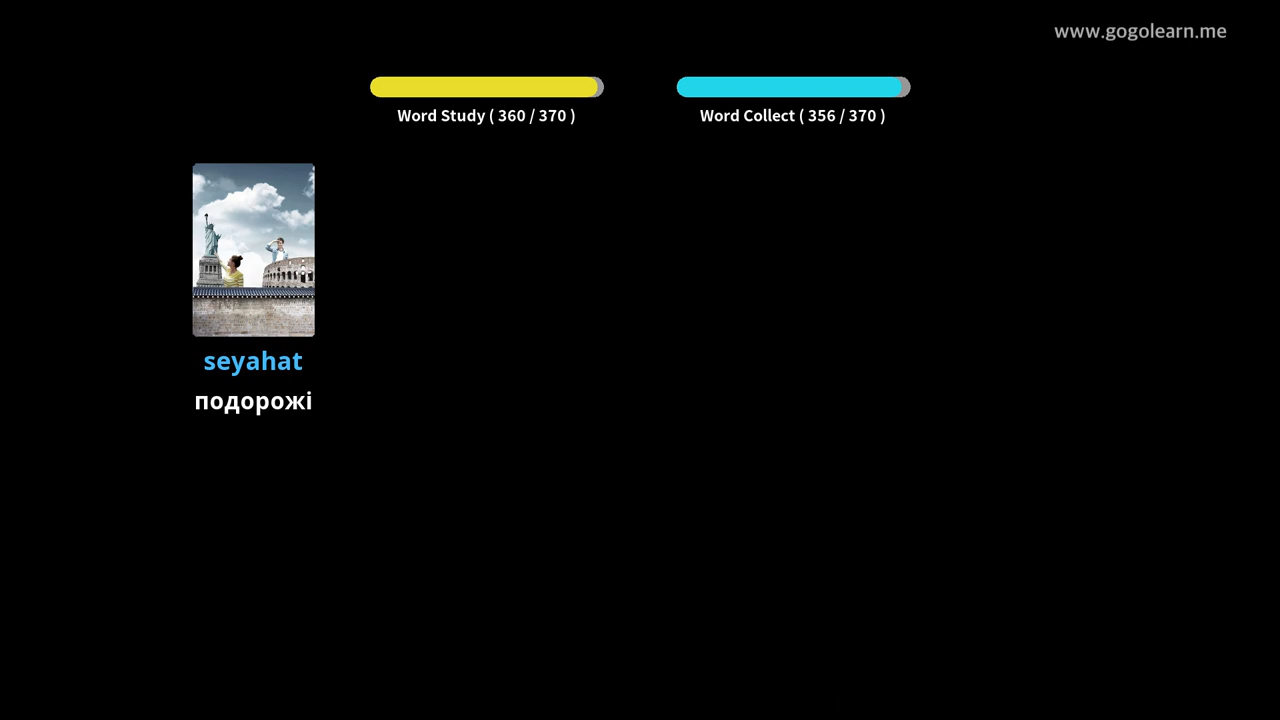 www.gogolearn.me
Word Study ( 360 / 370 )
Word Collect ( 356 / 370 )
seyahat
подорожі